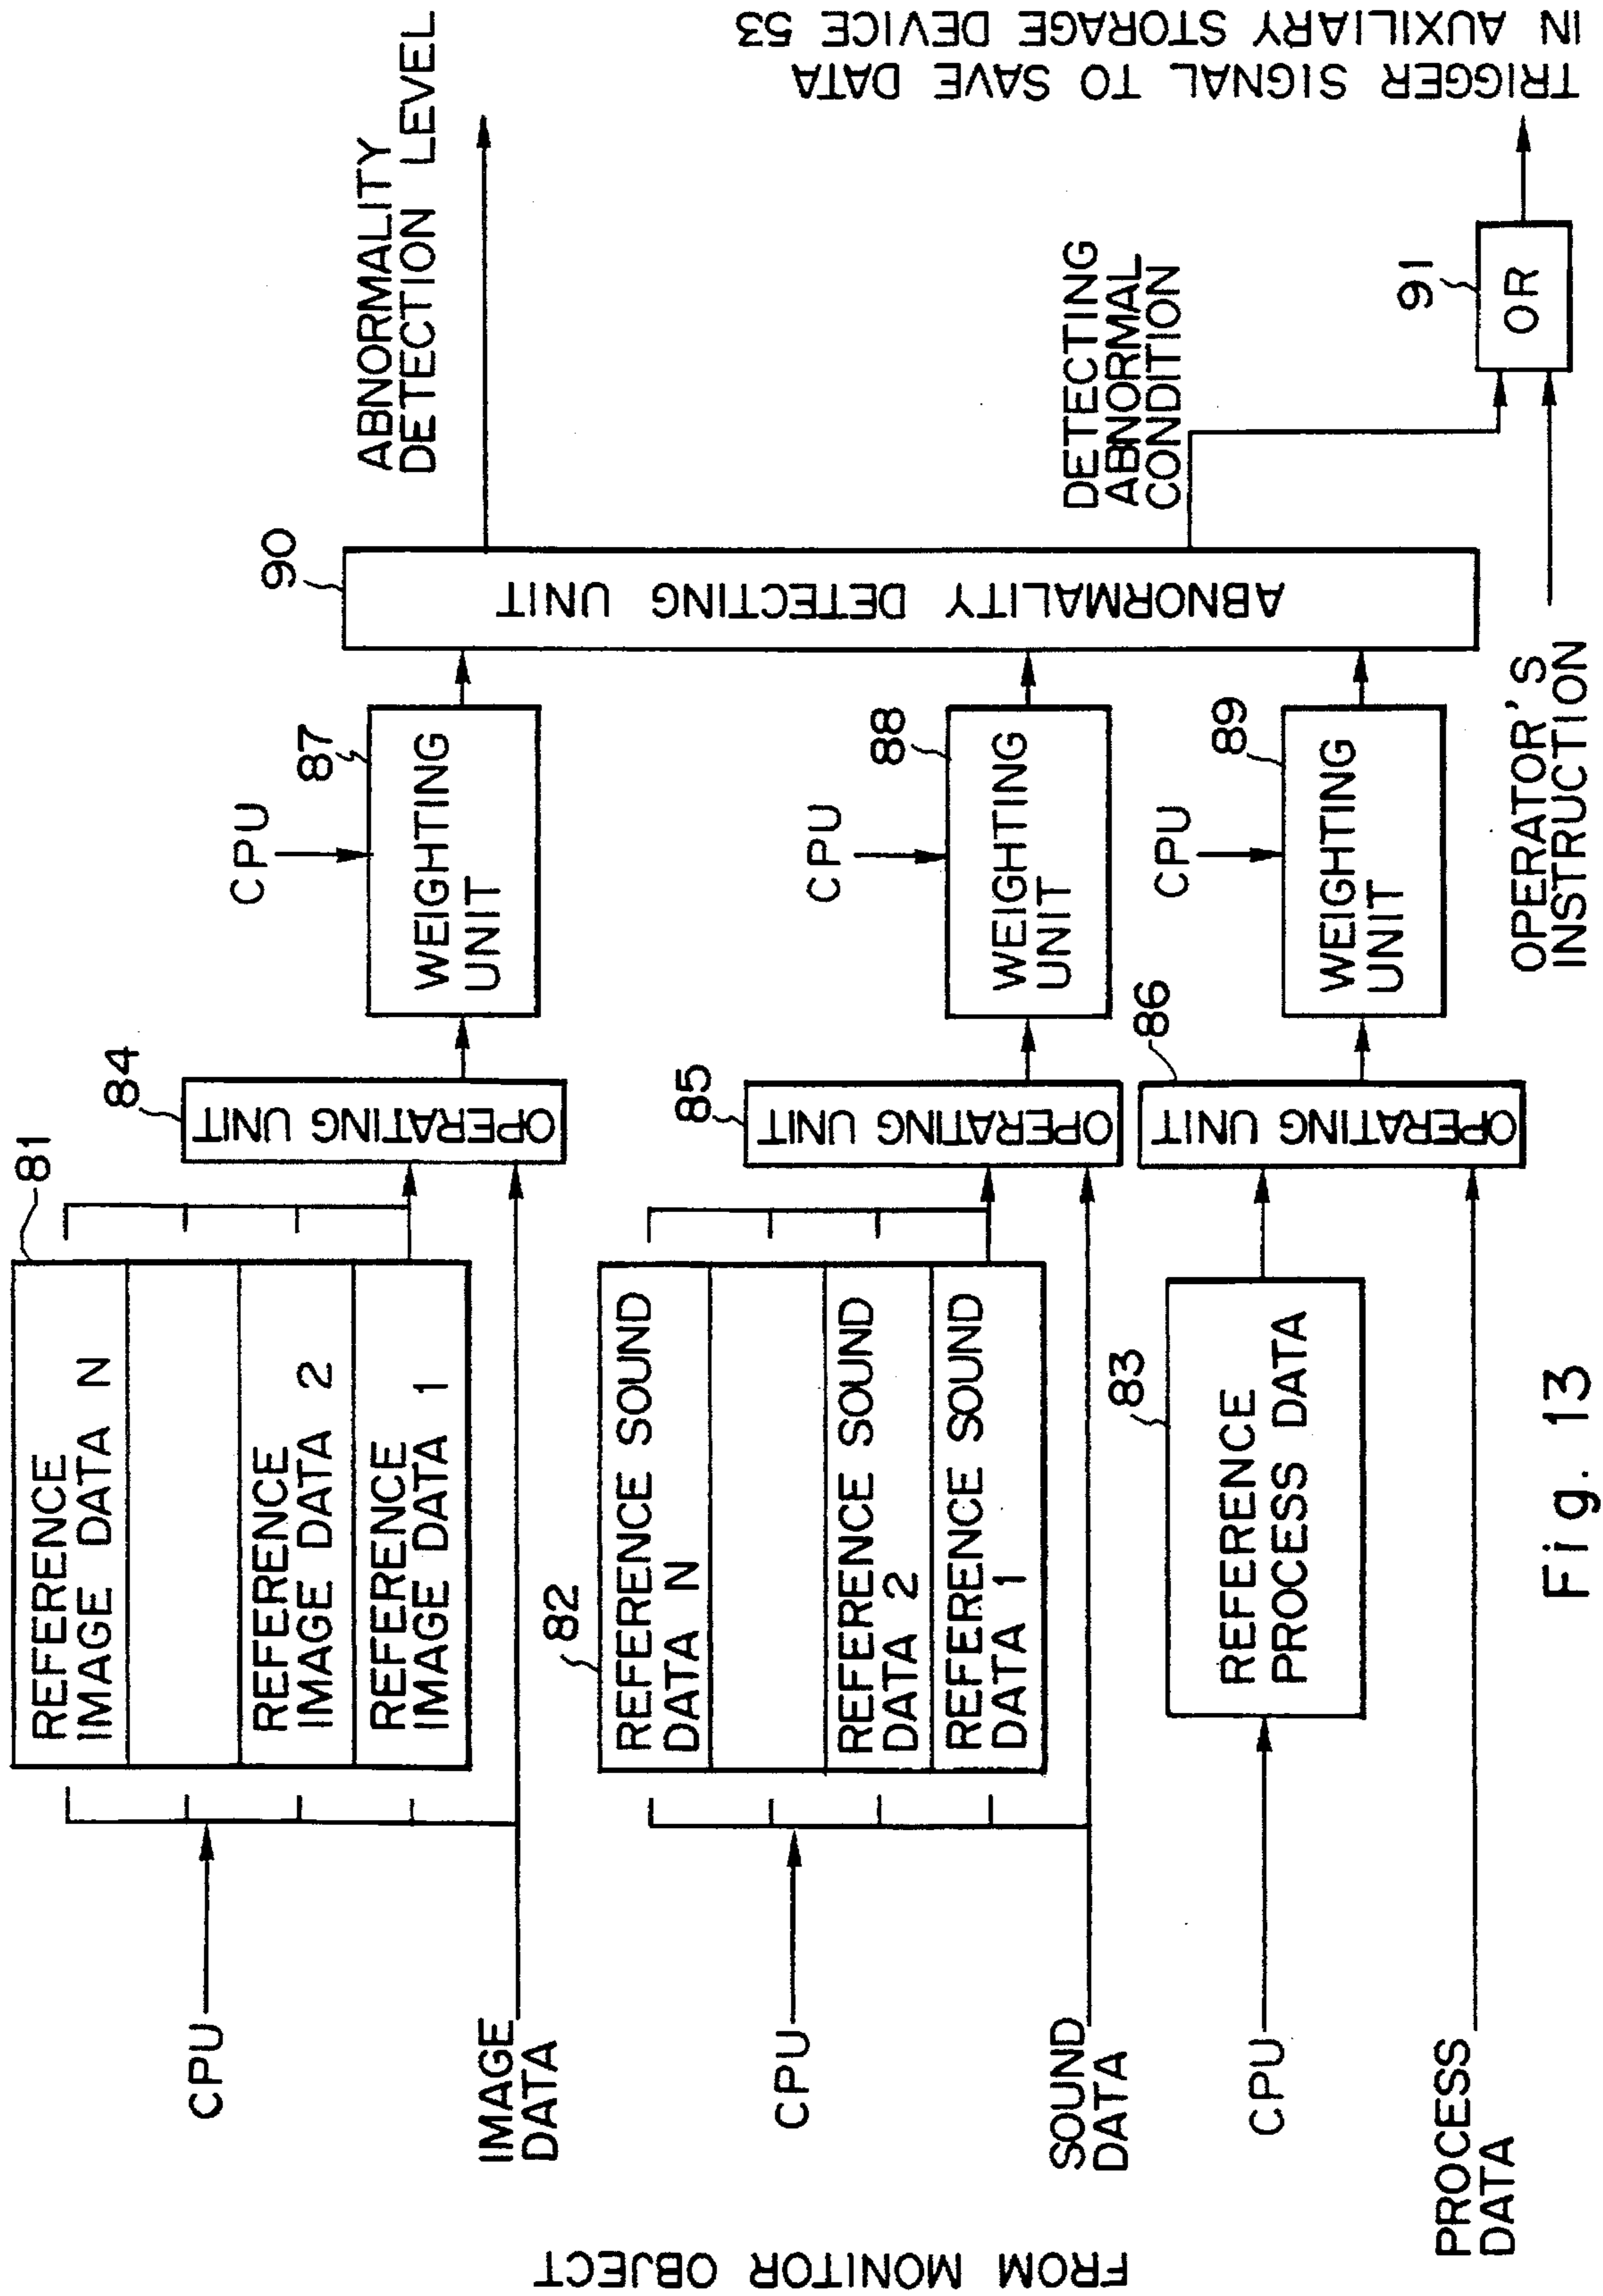 FROM MONITOR OBJECT
CPU
IMAGE
DATA
81
REFERENCE
IMAGE DATA N
REFERENCE
IMAGE DATA 2
REFERENCE
IMAGE DATA 1
84
OPERATING UNIT
CPU
87
WEIGHTING
UNIT
CPU
SOUND
DATA
82
REFERENCE SOUND
DATA N
REFERENCE SOUND
DATA 2
REFERENCE SOUND
DATA 1
85
OPERATING UNIT
CPU
88
WEIGHTING
UNIT
CPU
PROCESS
DATA
83
REFERENCE
PROCESS DATA
86
OPERATING UNIT
CPU
89
WEIGHTING
UNIT
90
ABNORMALITY DETECTING UNIT
ABNORMALITY
DETECTION LEVEL
DETECTING
ABNORMAL
CONDITION
OPERATOR'S
INSTRUCTION
91
OR
TRIGGER SIGNAL TO SAVE DATA
IN AUXILIARY STORAGE DEVICE 53
Fig. 13